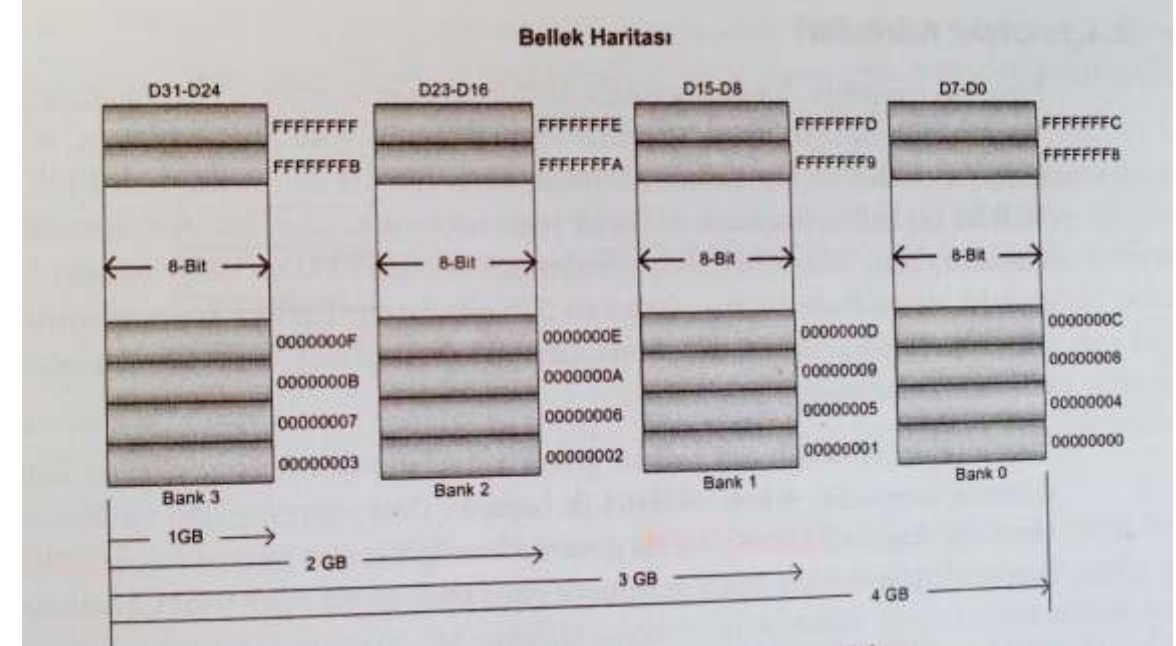 Bellek Haritası
D31-D24 D23-D16 D15-D8 D7-D0
FFFFFFFF FFFFFFFE FFFFFFFD FFFFFFFC
FFFFFFFB FFFFFFFA FFFFFFF9 FFFFFFF8
8-Bit 8-Bit 8-Bit 8-Bit
0000000F 0000000E 0000000D 0000000C
0000000B 0000000A 00000009 00000008
00000007 00000006 00000005 00000004
00000003 00000002 00000001 00000000
Bank 3 Bank 2 Bank 1 Bank 0
1GB
2 GB
3 GB
4 GB